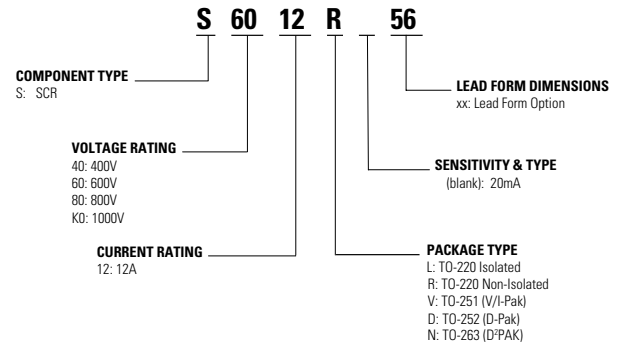 S 60 12 R _ 56
COMPONENT TYPE
S: SCR
VOLTAGE RATING
40: 400V
60: 600V
80: 800V
K0: 1000V
CURRENT RATING
12: 12A
LEAD FORM DIMENSIONS
xx: Lead Form Option
SENSITIVITY & TYPE
(blank): 20mA
PACKAGE TYPE
L: TO-220 Isolated
R: TO-220 Non-Isolated
V: TO-251 (V/I-Pak)
D: TO-252 (D-Pak)
N: TO-263 (D²PAK)